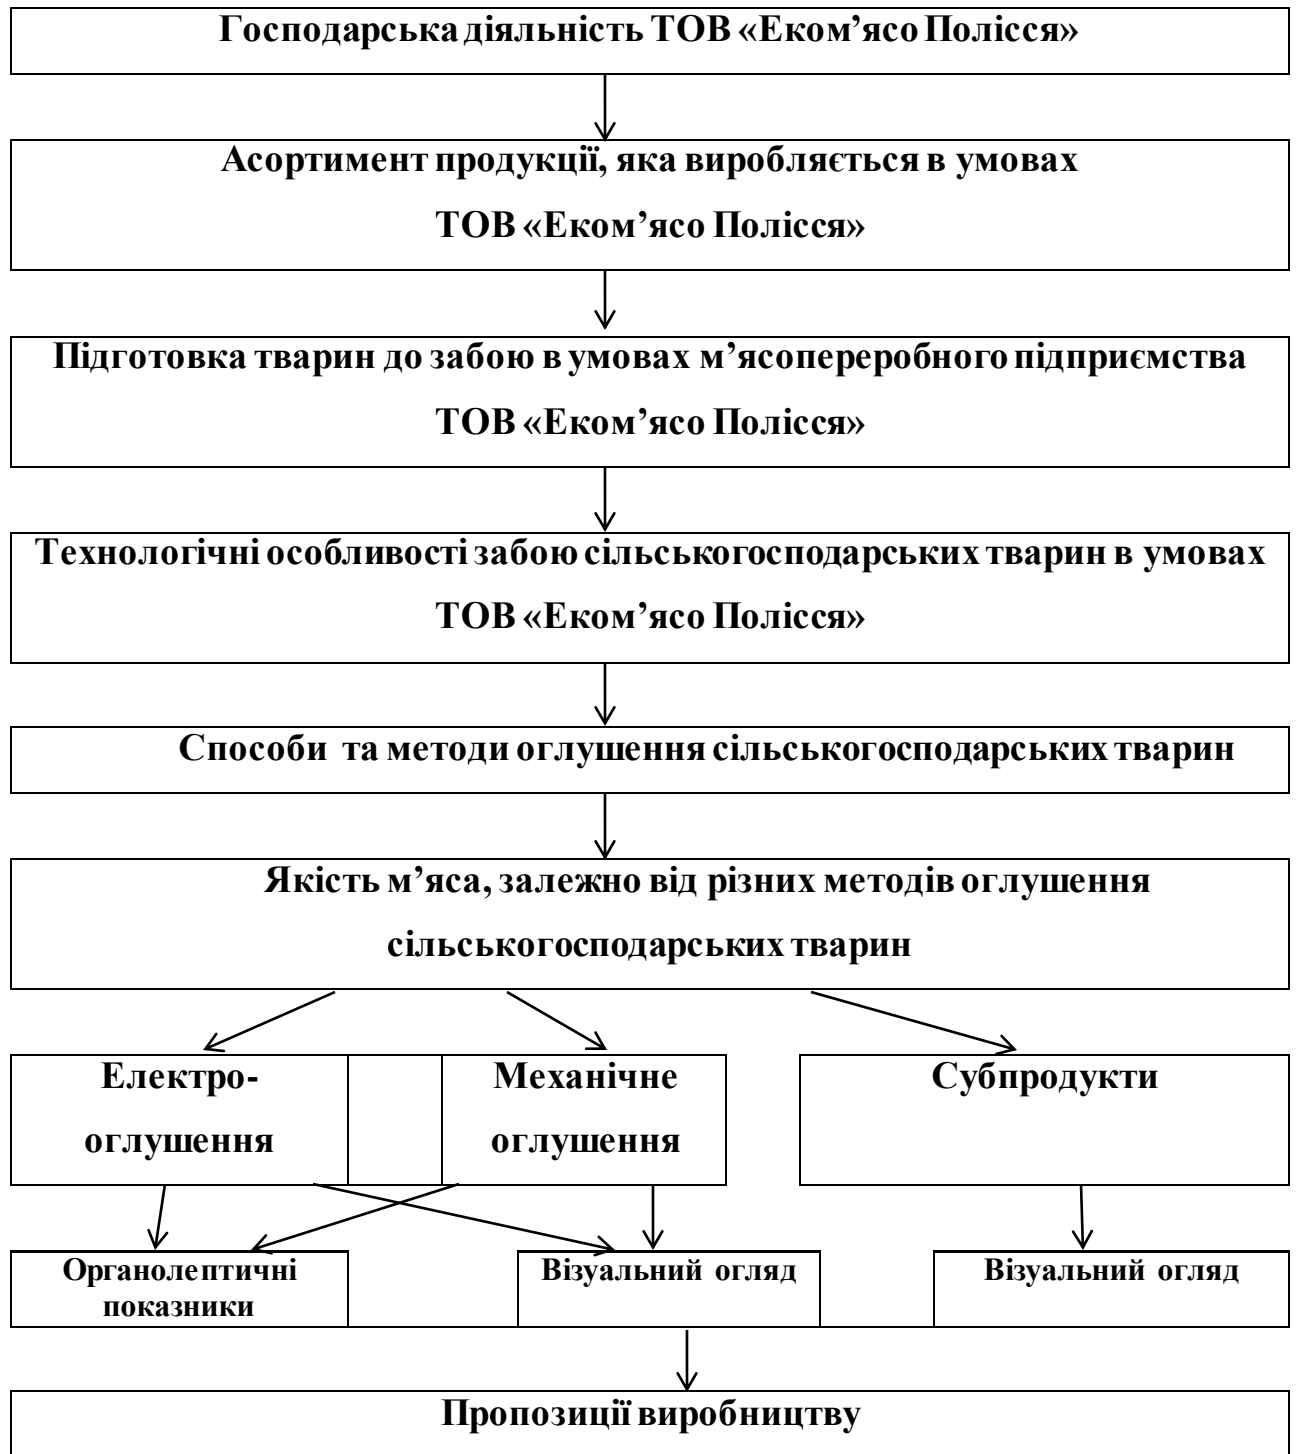 Господарська діяльність ТОВ «Еком’ясо Полісся»
Асортимент продукції, яка виробляється в умовах
ТОВ «Еком’ясо Полісся»
Підготовка тварин до забою в умовах м’ясопереробного підприємства
ТОВ «Еком’ясо Полісся»
Технологічні особливості забою сільськогосподарських тварин в умовах
ТОВ «Еком’ясо Полісся»
Способи та методи оглушення сільськогосподарських тварин
Якість м’яса, залежно від різних методів оглушення
сільськогосподарських тварин
Електро-
оглушення
Механічне
оглушення
Субпродукти
Органолептичні
показники
Візуальний огляд
Візуальний огляд
Пропозиції виробництву